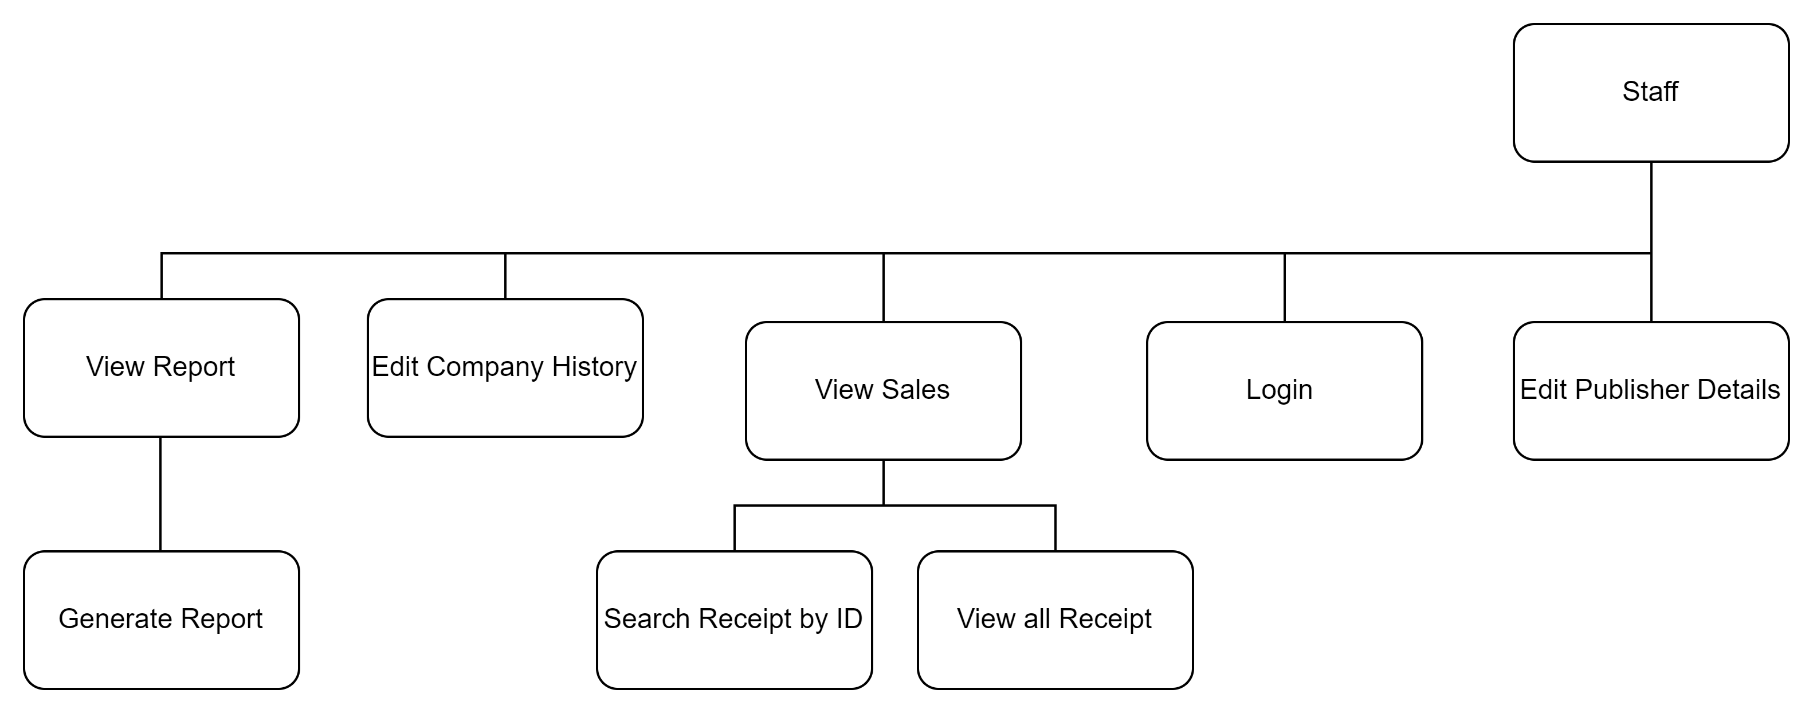 Staff
View Report
Edit Company History
View Sales
Login
Edit Publisher Details
Generate Report
Search Receipt by ID
View all Receipt